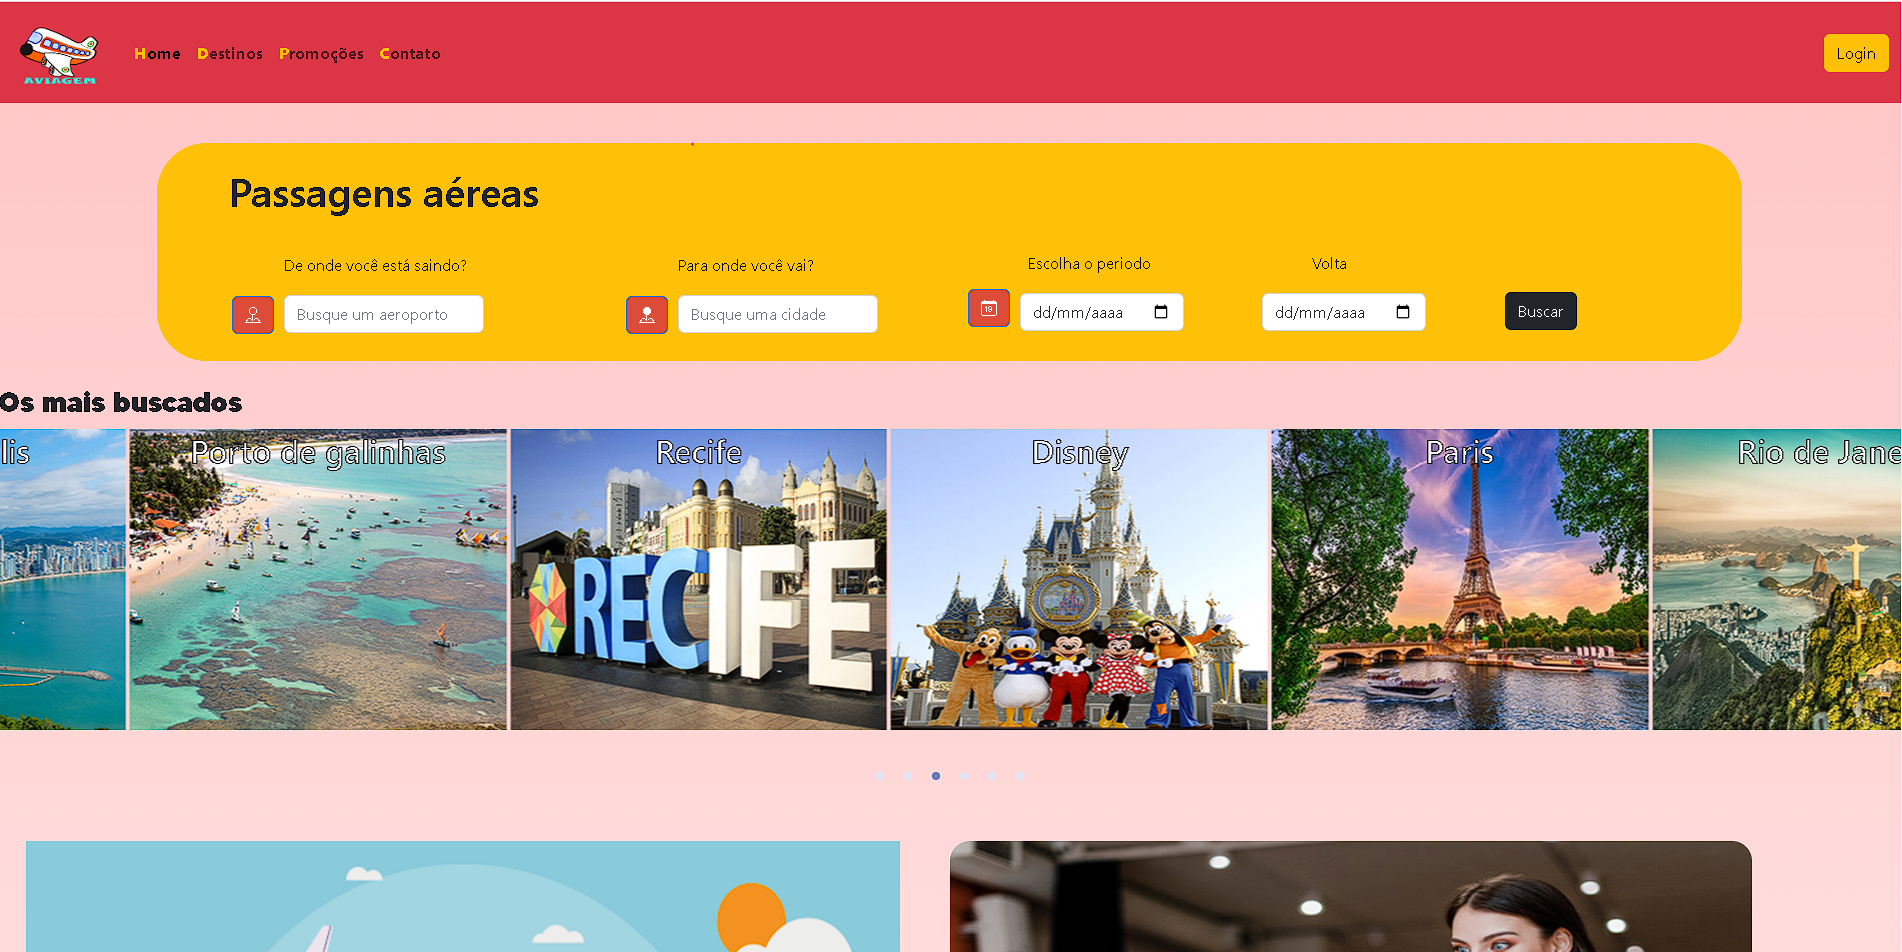 AVIAGEM
Home Destinos Promoções Contato
Login
Passagens aéreas
De onde você está saindo?
Para onde você vai?
Escolha o periodo
Volta
Busque um aeroporto
Busque uma cidade
19
dd/mm/aaaa
dd/mm/aaaa
Buscar
Os mais buscados
lis
Porto de galinhas
Recife
Disney
Paris
Rio de Jane
RECIFE